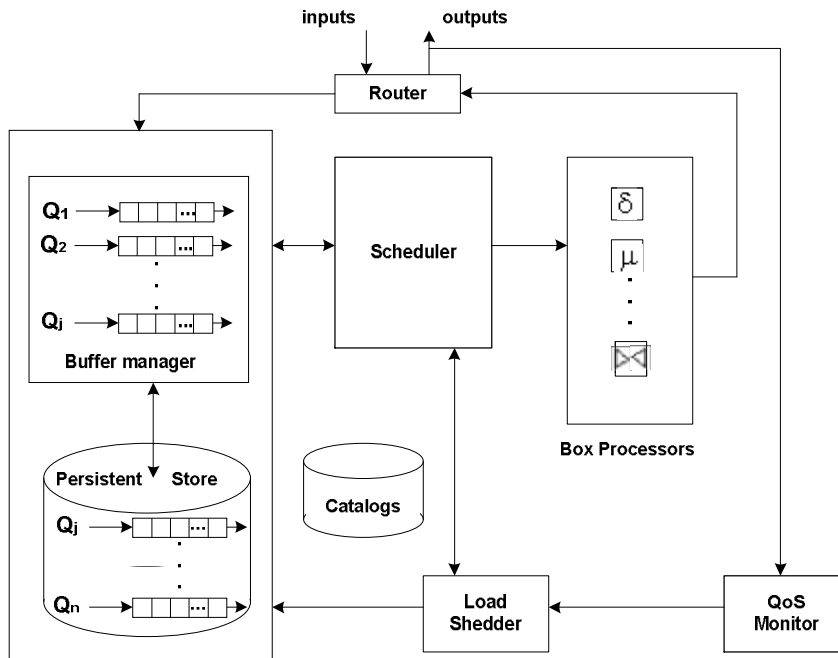 inputs
outputs
Router
Q1
...
Q2
...
Qj
...
Buffer manager
Scheduler
δ
μ
⋈
Box Processors
Persistent Store
Qj
...
Qn
...
Catalogs
Load
Shedder
QoS
Monitor